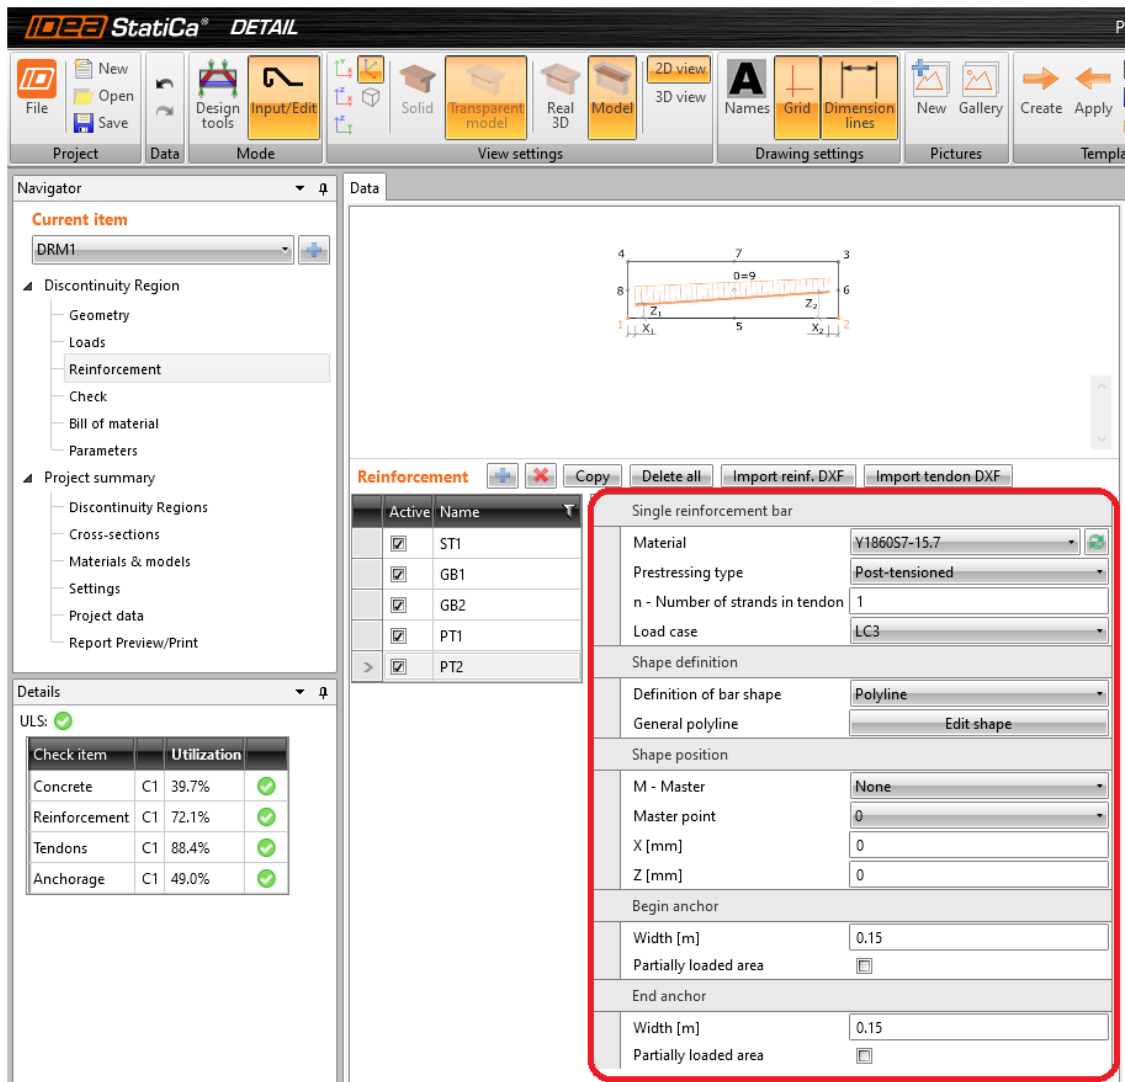 IDEA StatiCa® DETAIL
P
New
Open
Save
File
Design tools
Input/Edit
Solid
Transparent model
Real 3D
Model
2D view
3D view
Names
Grid
Dimension lines
New
Gallery
Create
Apply
Project
Data
Mode
View settings
Drawing settings
Pictures
Templa
Navigator
Current item
DRM1
Discontinuity Region
Geometry
Loads
Reinforcement
Check
Bill of material
Parameters
Project summary
Discontinuity Regions
Cross-sections
Materials & models
Settings
Project data
Report Preview/Print
Details
ULS:
Check item Utilization
Concrete C1 39.7%
Reinforcement C1 72.1%
Tendons C1 88.4%
Anchorage C1 49.0%
Data
4 7 3
0=9
8 6
Z1 Z2
1 5 2
X1 X2
Reinforcement Copy Delete all Import reinf. DXF Import tendon DXF
Active Name
ST1
GB1
GB2
PT1
PT2
Single reinforcement bar
Material Y1860S7-15.7
Prestressing type Post-tensioned
n - Number of strands in tendon 1
Load case LC3
Shape definition
Definition of bar shape Polyline
General polyline Edit shape
Shape position
M - Master None
Master point 0
X [mm] 0
Z [mm] 0
Begin anchor
Width [m] 0.15
Partially loaded area
End anchor
Width [m] 0.15
Partially loaded area